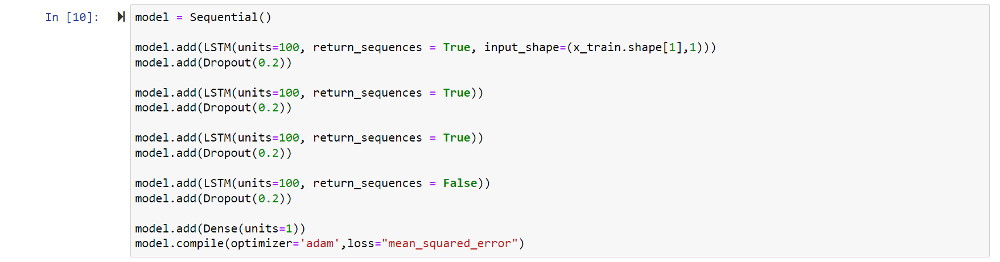 In [10]:
model = Sequential()
model.add(LSTM(units=100, return_sequences = True, input_shape=(x_train.shape[1],1)))
model.add(Dropout(0.2))
model.add(LSTM(units=100, return_sequences = True))
model.add(Dropout(0.2))
model.add(LSTM(units=100, return_sequences = True))
model.add(Dropout(0.2))
model.add(LSTM(units=100, return_sequences = False))
model.add(Dropout(0.2))
model.add(Dense(units=1))
model.compile(optimizer='adam',loss="mean_squared_error")